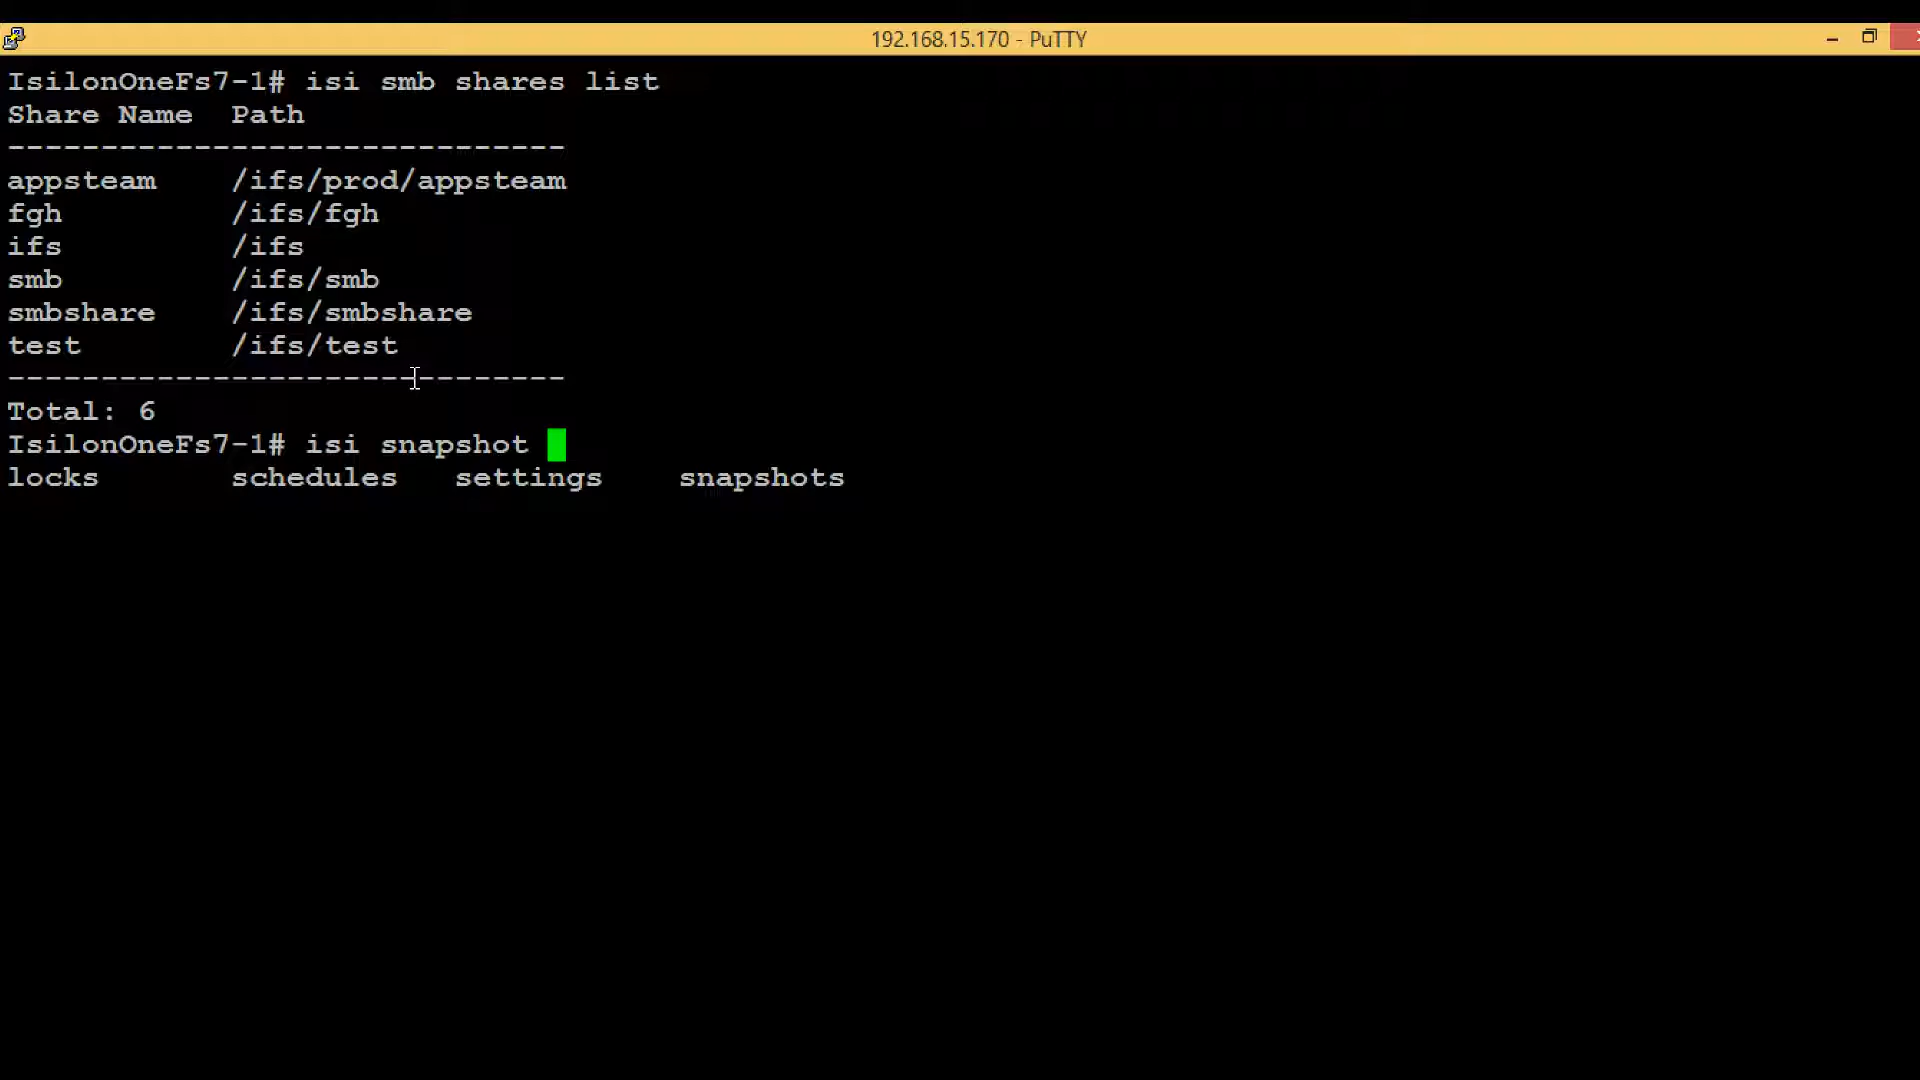 192.168.15.170 - PuTTY
IsilonOneFs7-1# isi smb shares list
Share Name  Path
------------------------------
appsteam    /ifs/prod/appsteam
fgh         /ifs/fgh
ifs         /ifs
smb         /ifs/smb
smbshare    /ifs/smbshare
test        /ifs/test
------------------------------
Total: 6
IsilonOneFs7-1# isi snapshot
locks       schedules   settings    snapshots